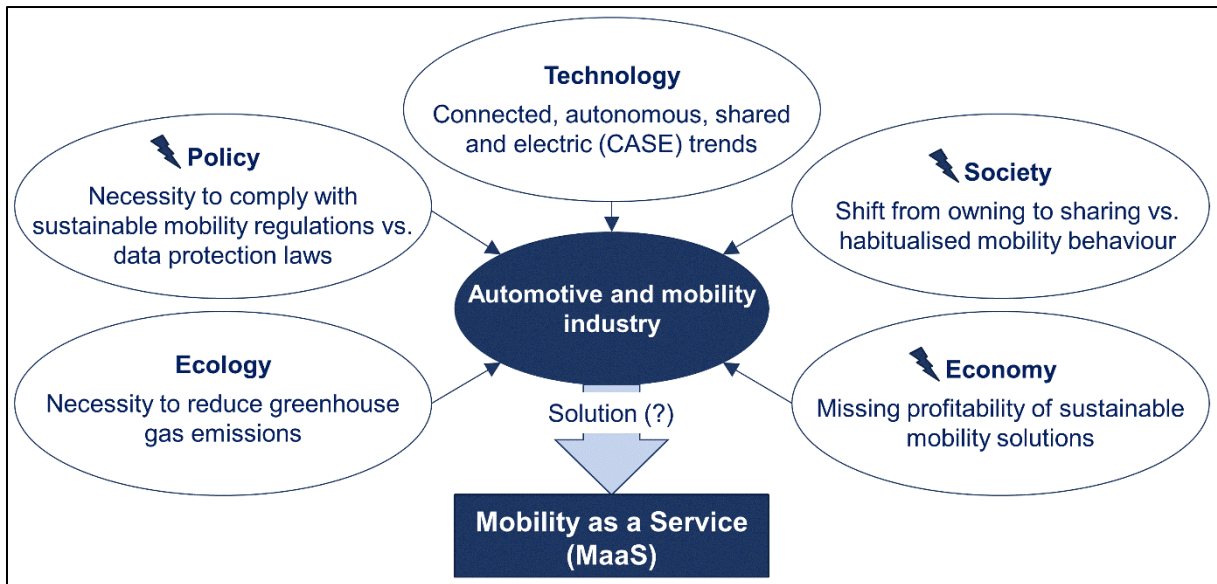 Technology
Connected, autonomous, shared
and electric (CASE) trends
Policy
Necessity to comply with
sustainable mobility regulations vs.
data protection laws
Society
Shift from owning to sharing vs.
habitualised mobility behaviour
Automotive and mobility
industry
Ecology
Necessity to reduce greenhouse
gas emissions
Economy
Missing profitability of sustainable
mobility solutions
Solution (?)
Mobility as a Service
(MaaS)